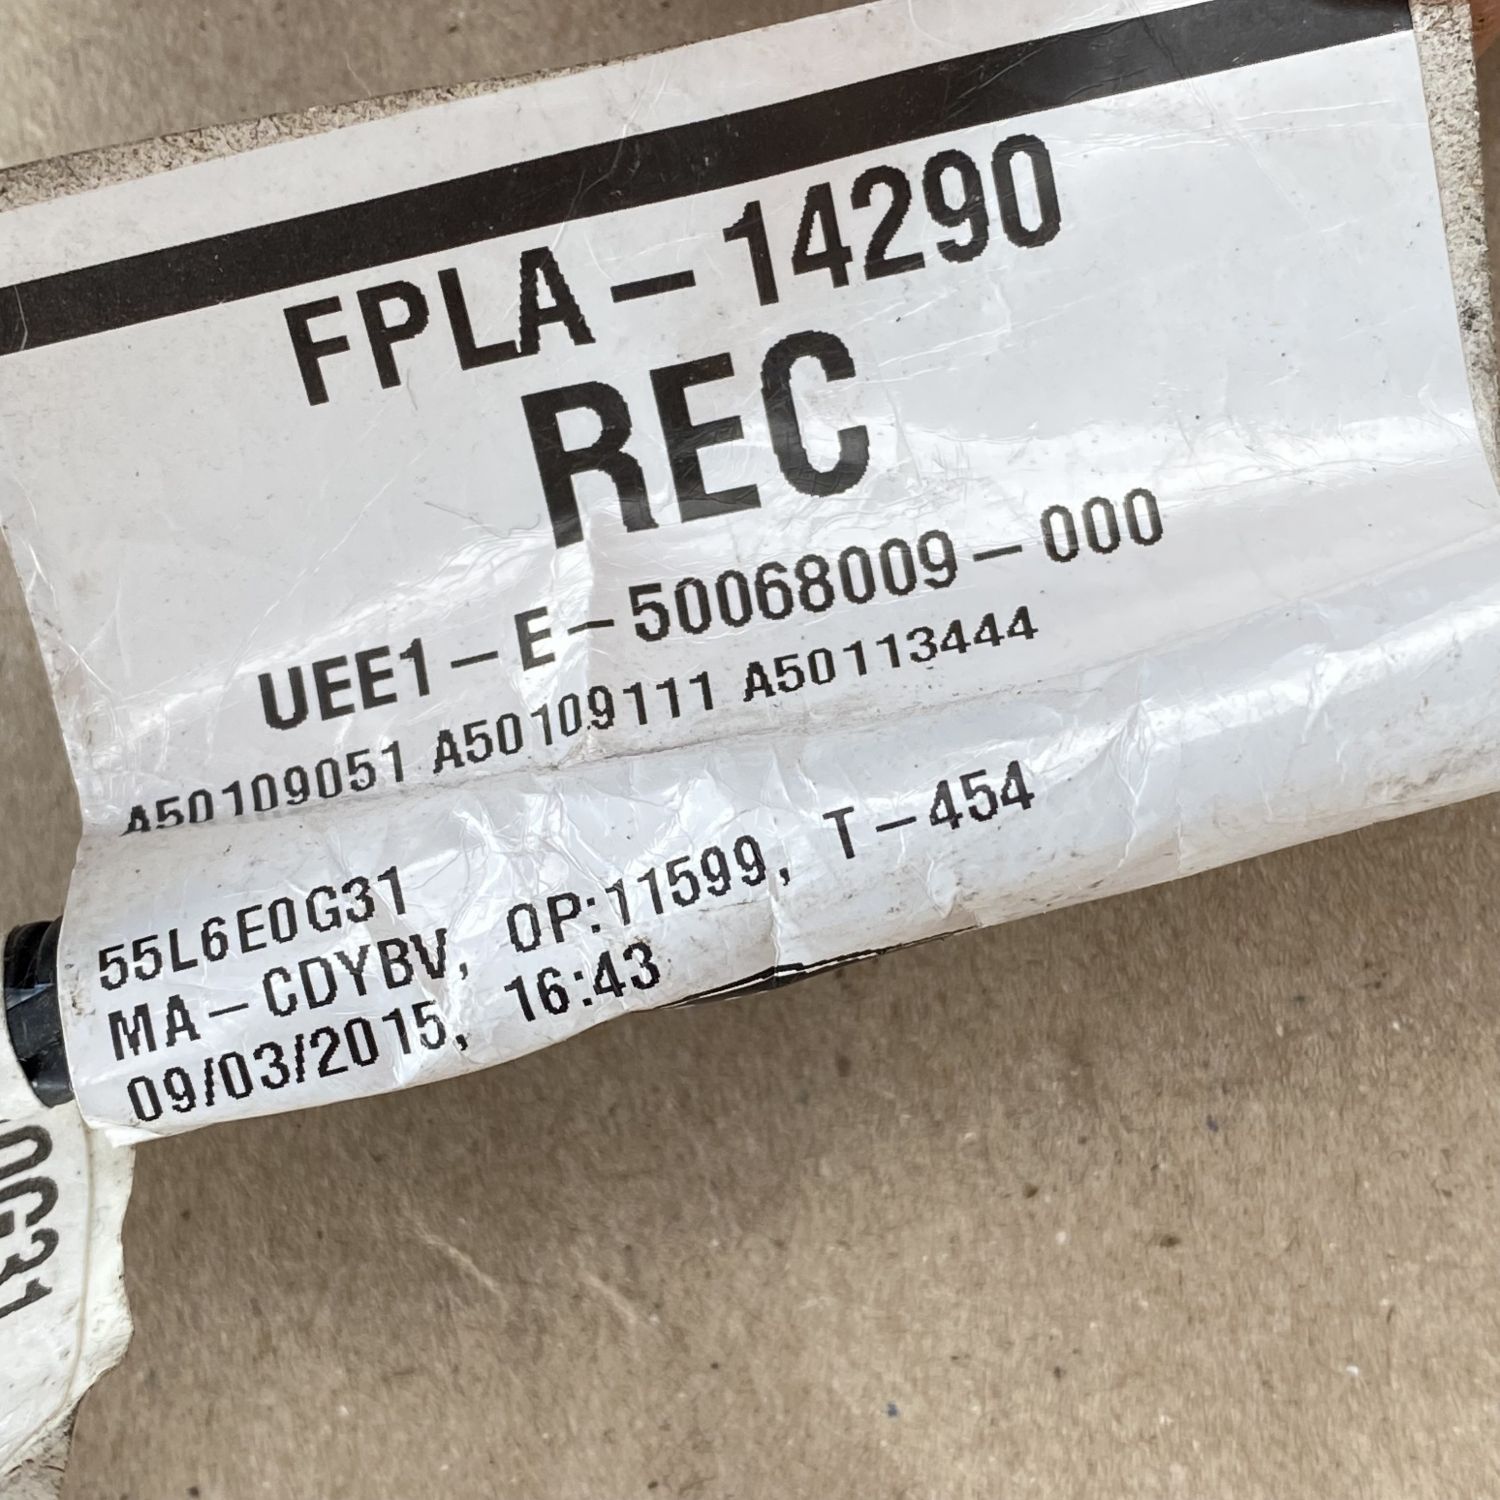 FPLA-14290
REC
UEE1-E-50068009-000
A50109051 A50109111 A50113444
55L6E0G31
MA-CDYBV, OP:11599, T-454
09/03/2015, 16:43
0G31